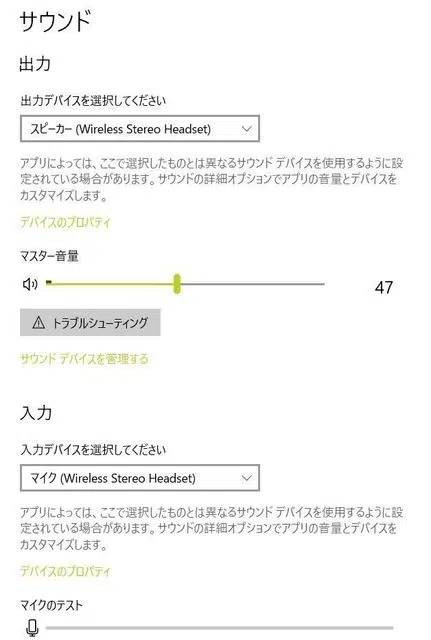 サウンド
出力
出力デバイスを選択してください
スピーカー (Wireless Stereo Headset)
アプリによっては、ここで選択したものとは異なるサウンド デバイスを使用するように設
定されている場合があります。サウンドの詳細オプションでアプリの音量とデバイスを
カスタマイズします。
デバイスのプロパティ
マスター音量
47
トラブルシューティング
サウンド デバイスを管理する
入力
入力デバイスを選択してください
マイク (Wireless Stereo Headset)
アプリによっては、ここで選択したものとは異なるサウンド デバイスを使用するように設
定されている場合があります。サウンドの詳細オプションでアプリの音量とデバイスを
カスタマイズします。
デバイスのプロパティ
マイクのテスト